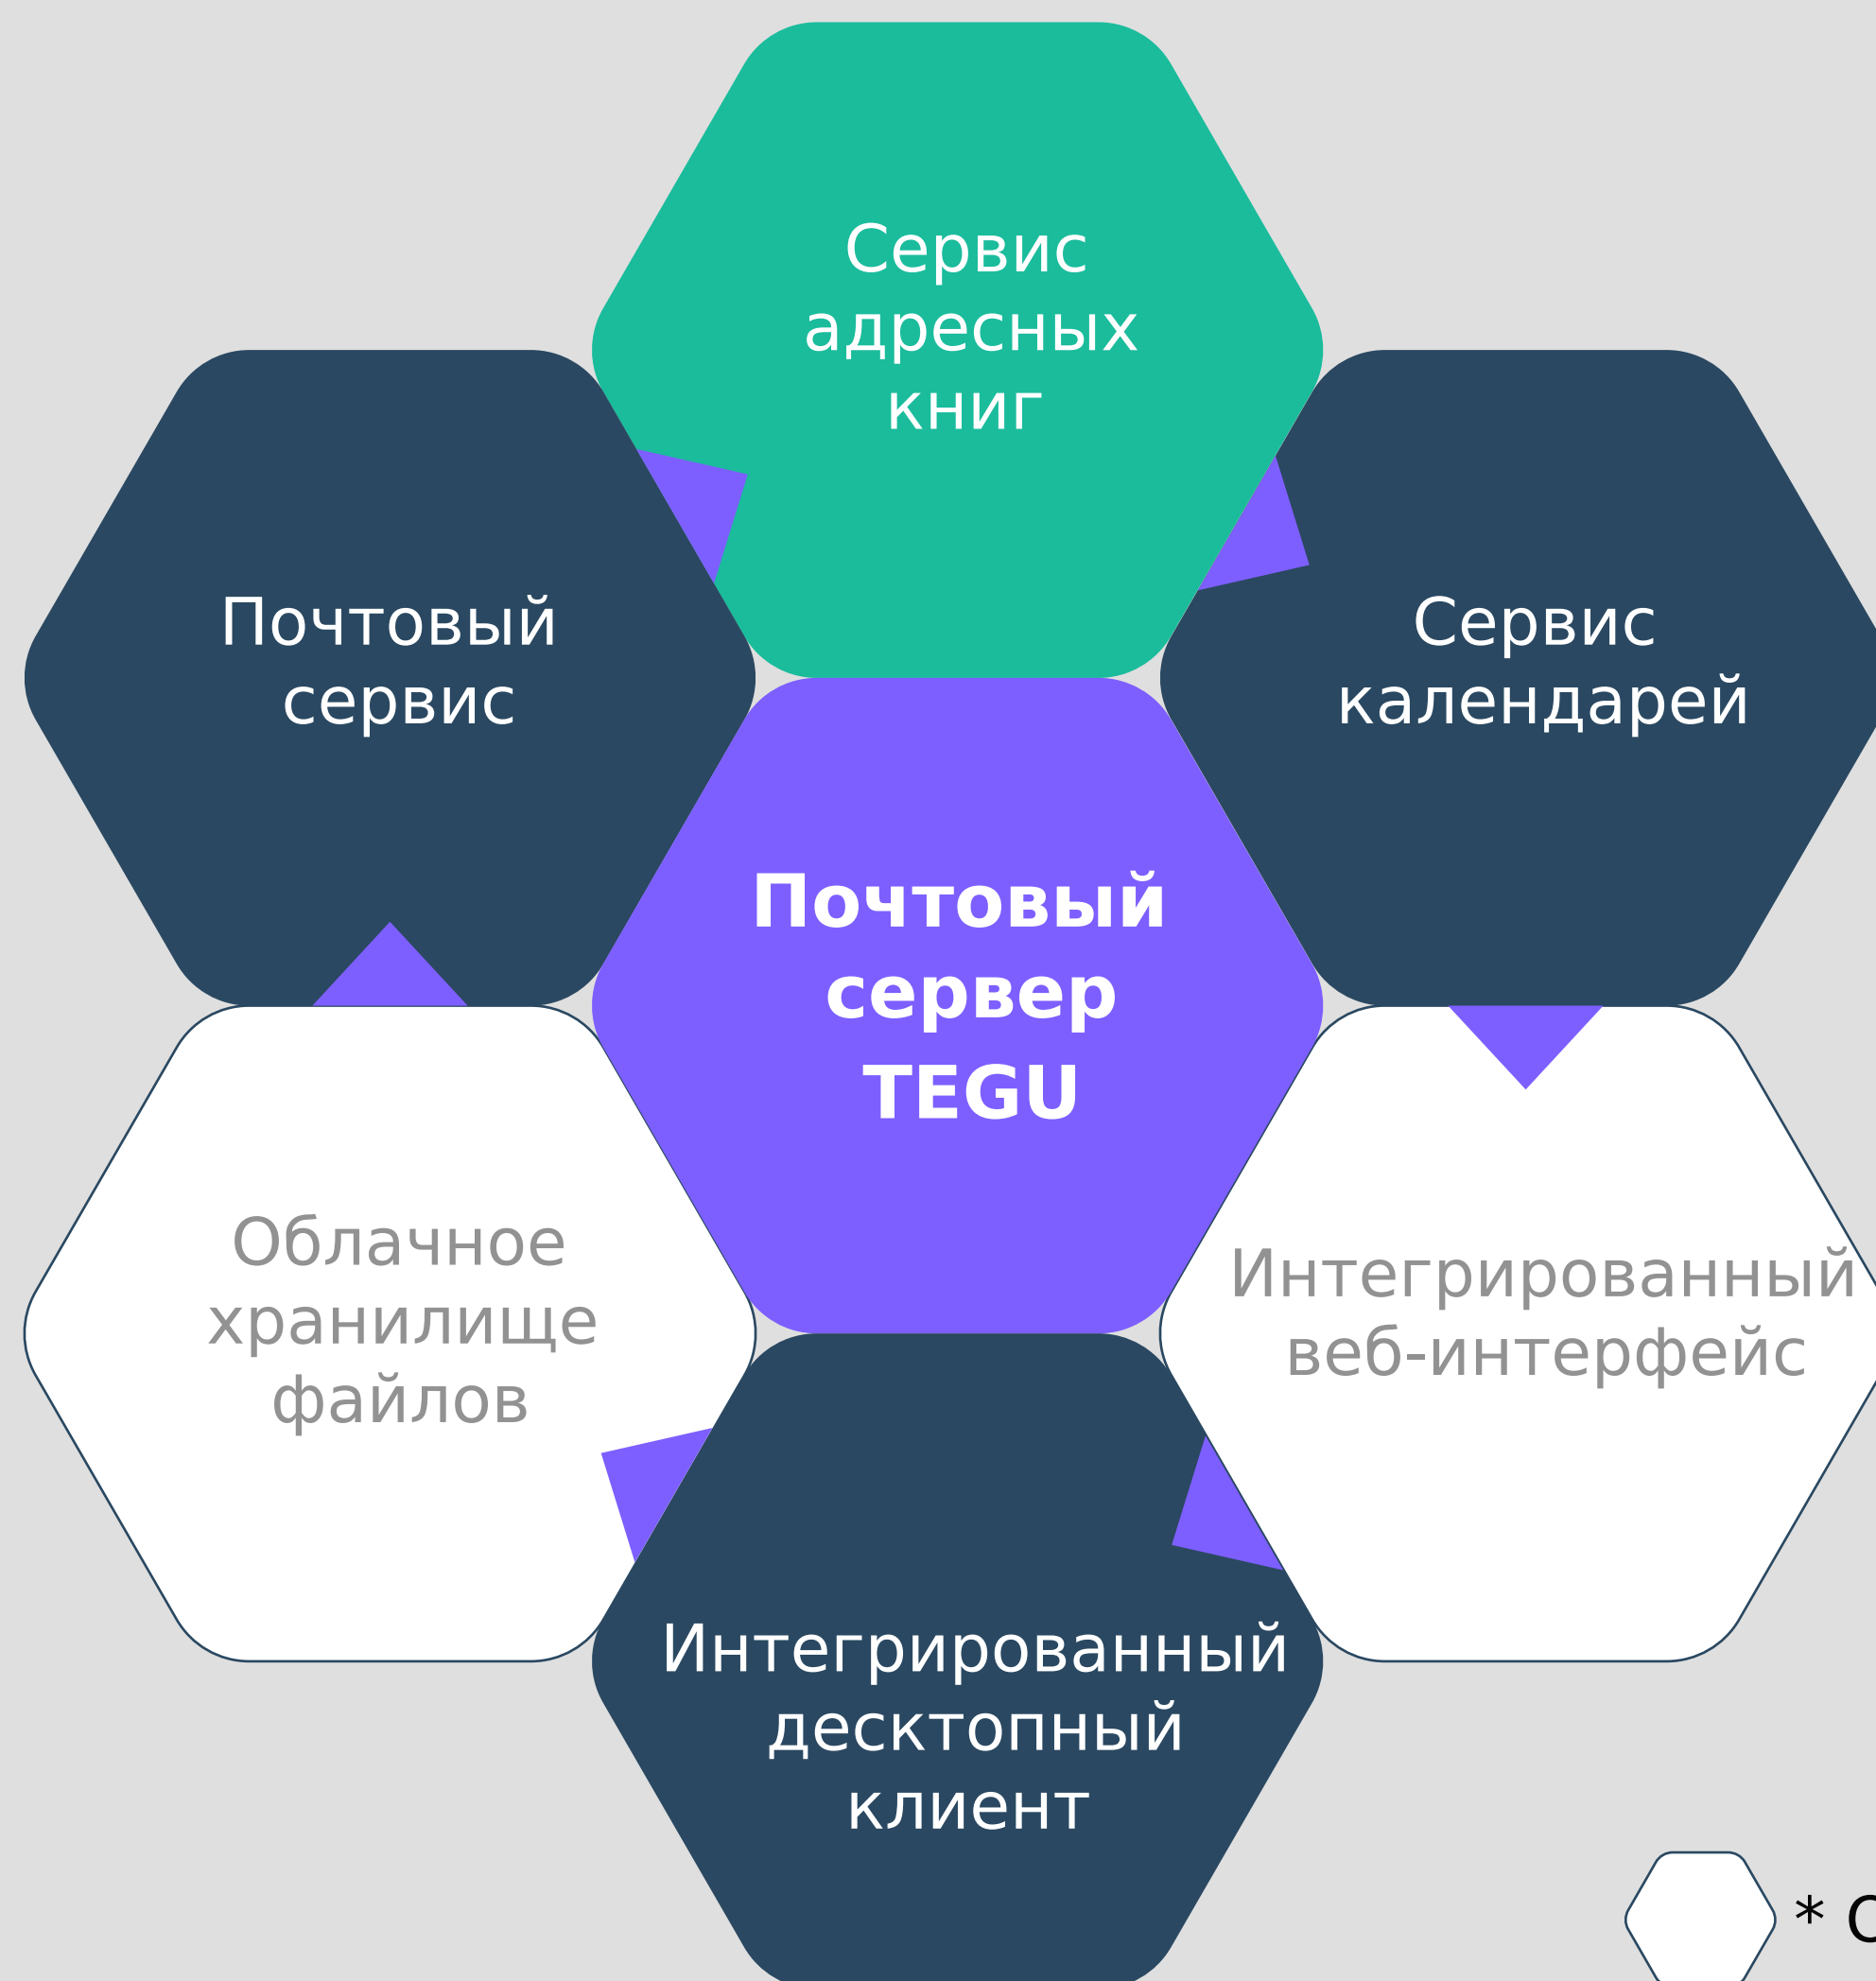 Сервис
адресных
книг
Почтовый
сервис
Сервис
календарей
Почтовый
сервер
TEGU
Облачное
хранилище
файлов
Интегрированный
веб-интерфейс
Интегрированный
десктопный
клиент
*